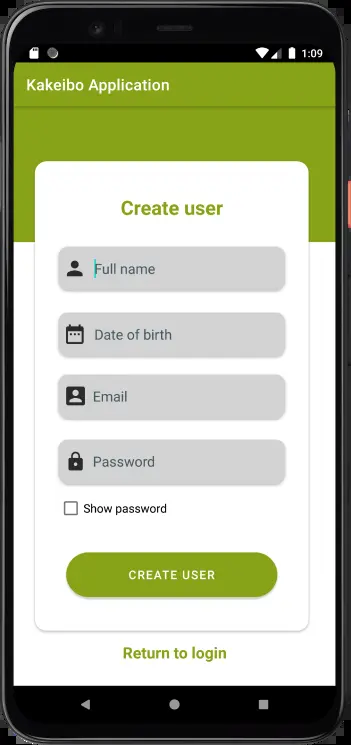 1:09
Kakeibo Application
Create user
Full name
Date of birth
Email
Password
Show password
CREATE USER
Return to login